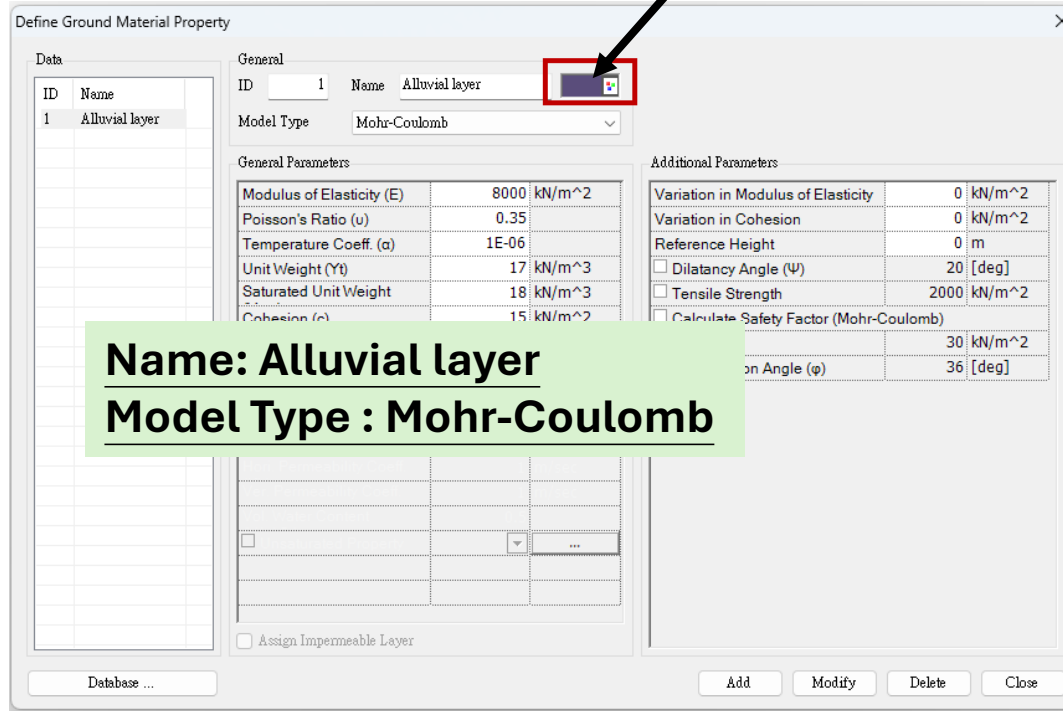 Define Ground Material Property
Data
ID Name
1 Alluvial layer
General
ID 1 Name Alluvial layer
Model Type Mohr-Coulomb
General Parameters
Modulus of Elasticity (E) 8000 kN/m^2
Poisson's Ratio (υ) 0.35
Temperature Coeff. (α) 1E-06
Unit Weight (Υt) 17 kN/m^3
Saturated Unit Weight 18 kN/m^3
Cohesion (c) 15 kN/m^2
Additional Parameters
Variation in Modulus of Elasticity 0 kN/m^2
Variation in Cohesion 0 kN/m^2
Reference Height 0 m
Dilatancy Angle (Ψ) 20 [deg]
Tensile Strength 2000 kN/m^2
Calculate Safety Factor (Mohr-Coulomb)
30 kN/m^2
Angle (φ) 36 [deg]
Name: Alluvial layer
Model Type : Mohr-Coulomb
...
Assign Impermeable Layer
Database ...
Add Modify Delete Close